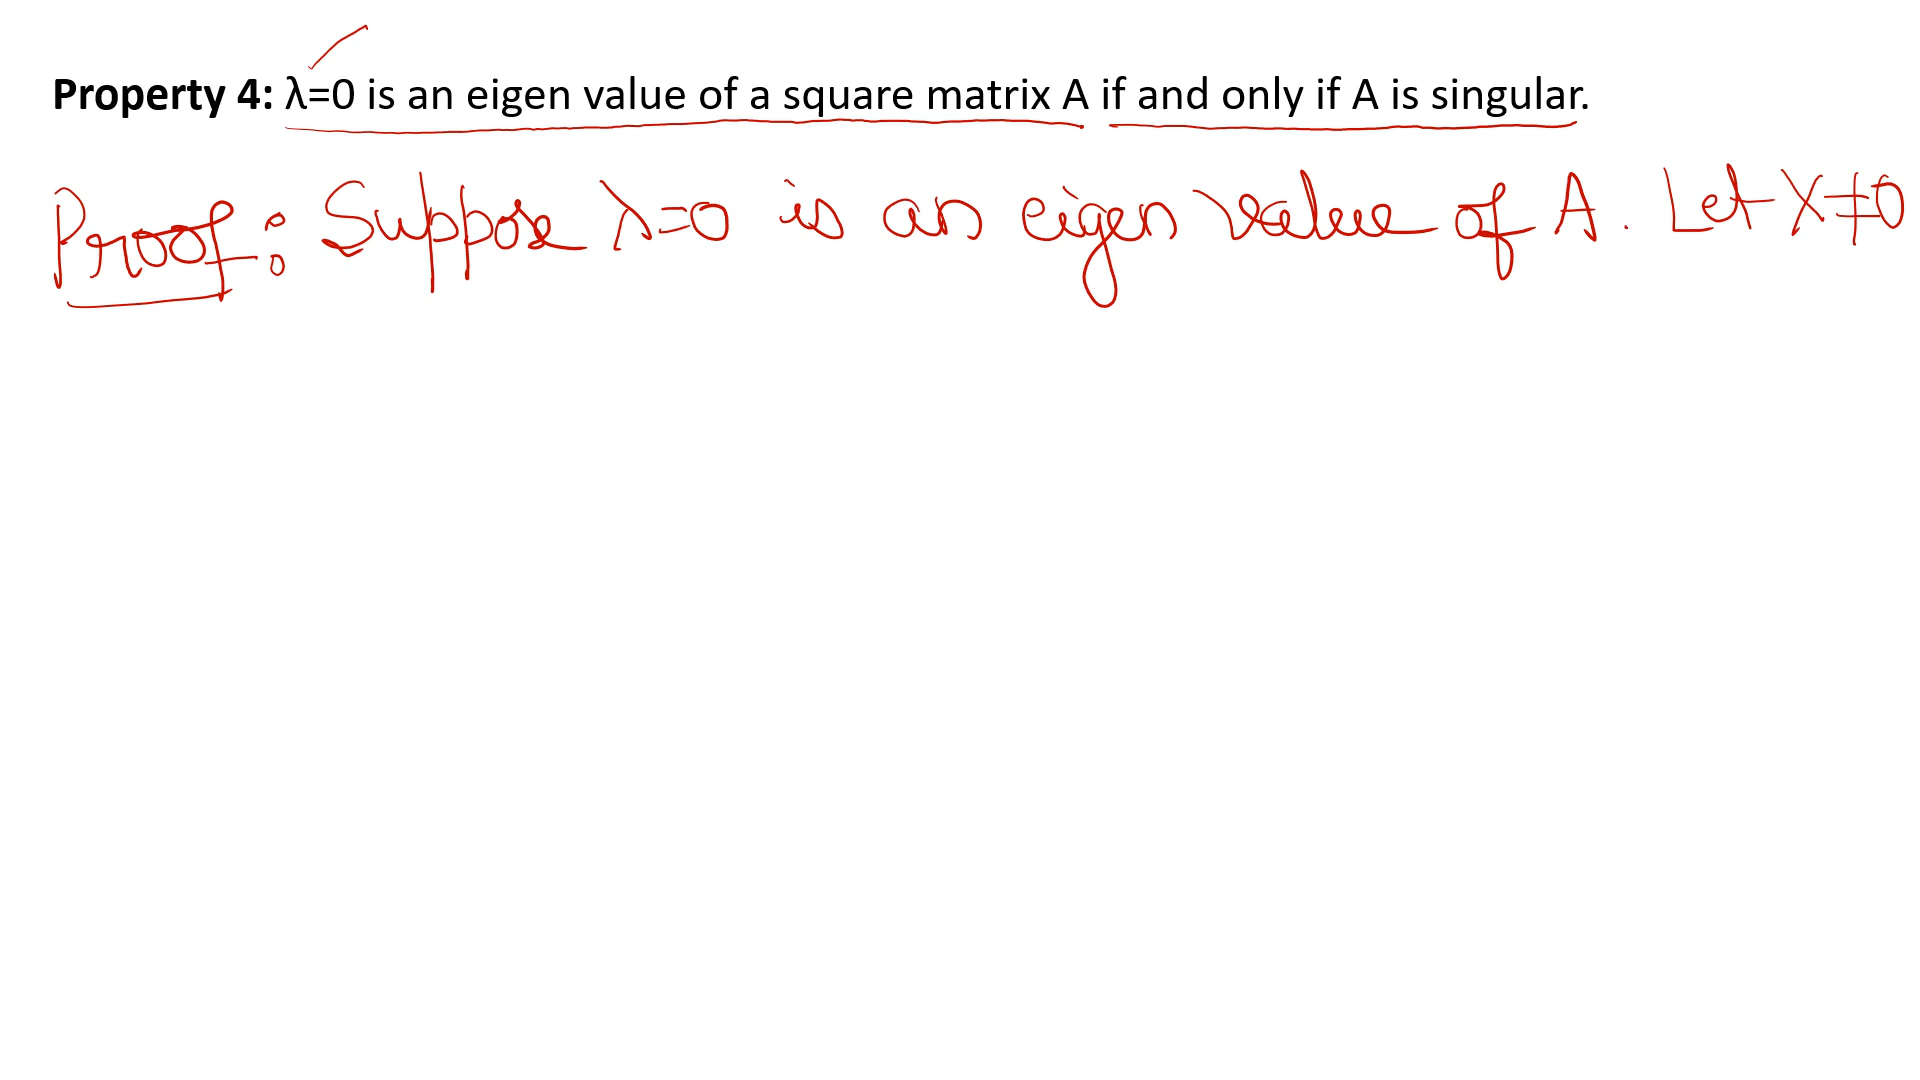 Property 4: λ=0 is an eigen value of a square matrix A if and only if A is singular.
Proof: Suppose λ=0 is an eigen value of A. Let X≠0